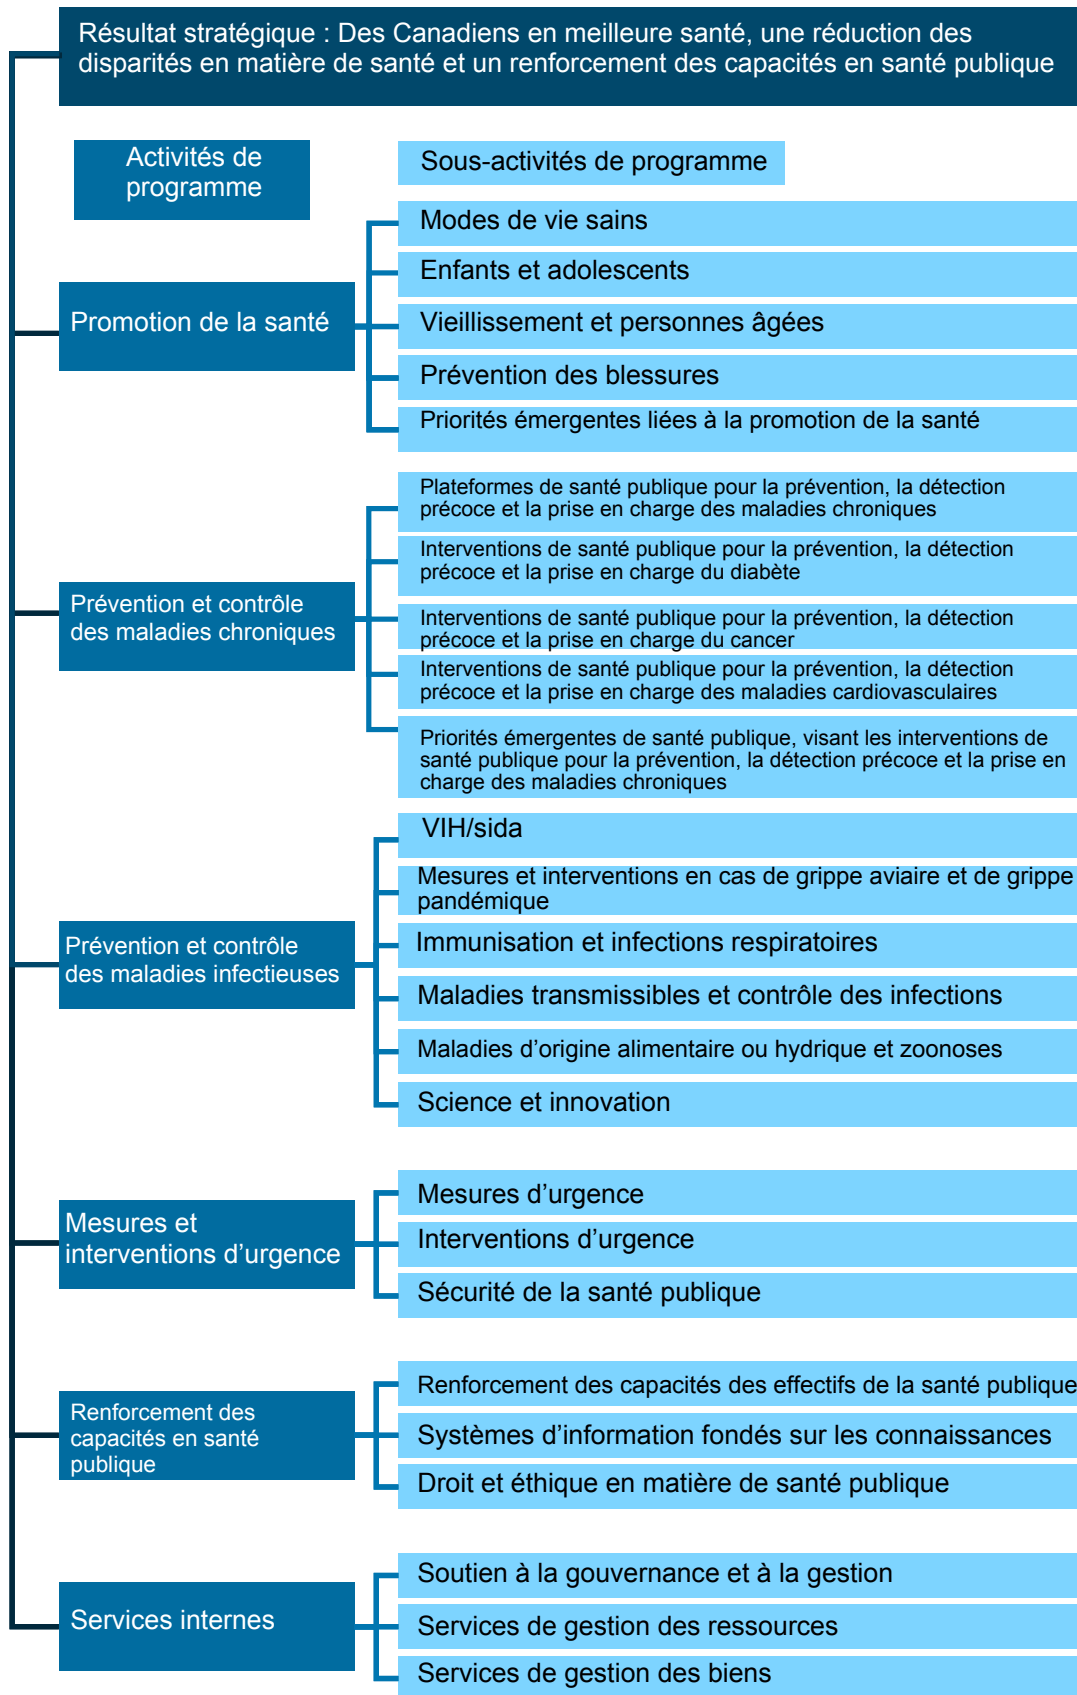 Résultat stratégique : Des Canadiens en meilleure santé, une réduction des
disparités en matière de santé et un renforcement des capacités en santé publique
Activités de
programme
Sous-activités de programme
Promotion de la santé
Modes de vie sains
Enfants et adolescents
Vieillissement et personnes âgées
Prévention des blessures
Priorités émergentes liées à la promotion de la santé
Prévention et contrôle
des maladies chroniques
Plateformes de santé publique pour la prévention, la détection
précoce et la prise en charge des maladies chroniques
Interventions de santé publique pour la prévention, la détection
précoce et la prise en charge du diabète
Interventions de santé publique pour la prévention, la détection
précoce et la prise en charge du cancer
Interventions de santé publique pour la prévention, la détection
précoce et la prise en charge des maladies cardiovasculaires
Priorités émergentes de santé publique, visant les interventions de
santé publique pour la prévention, la détection précoce et la prise en
charge des maladies chroniques
Prévention et contrôle
des maladies infectieuses
VIH/sida
Mesures et interventions en cas de grippe aviaire et de grippe
pandémique
Immunisation et infections respiratoires
Maladies transmissibles et contrôle des infections
Maladies d’origine alimentaire ou hydrique et zoonoses
Science et innovation
Mesures et
interventions d’urgence
Mesures d’urgence
Interventions d’urgence
Sécurité de la santé publique
Renforcement des
capacités en santé
publique
Renforcement des capacités des effectifs de la santé publique
Systèmes d’information fondés sur les connaissances
Droit et éthique en matière de santé publique
Services internes
Soutien à la gouvernance et à la gestion
Services de gestion des ressources
Services de gestion des biens